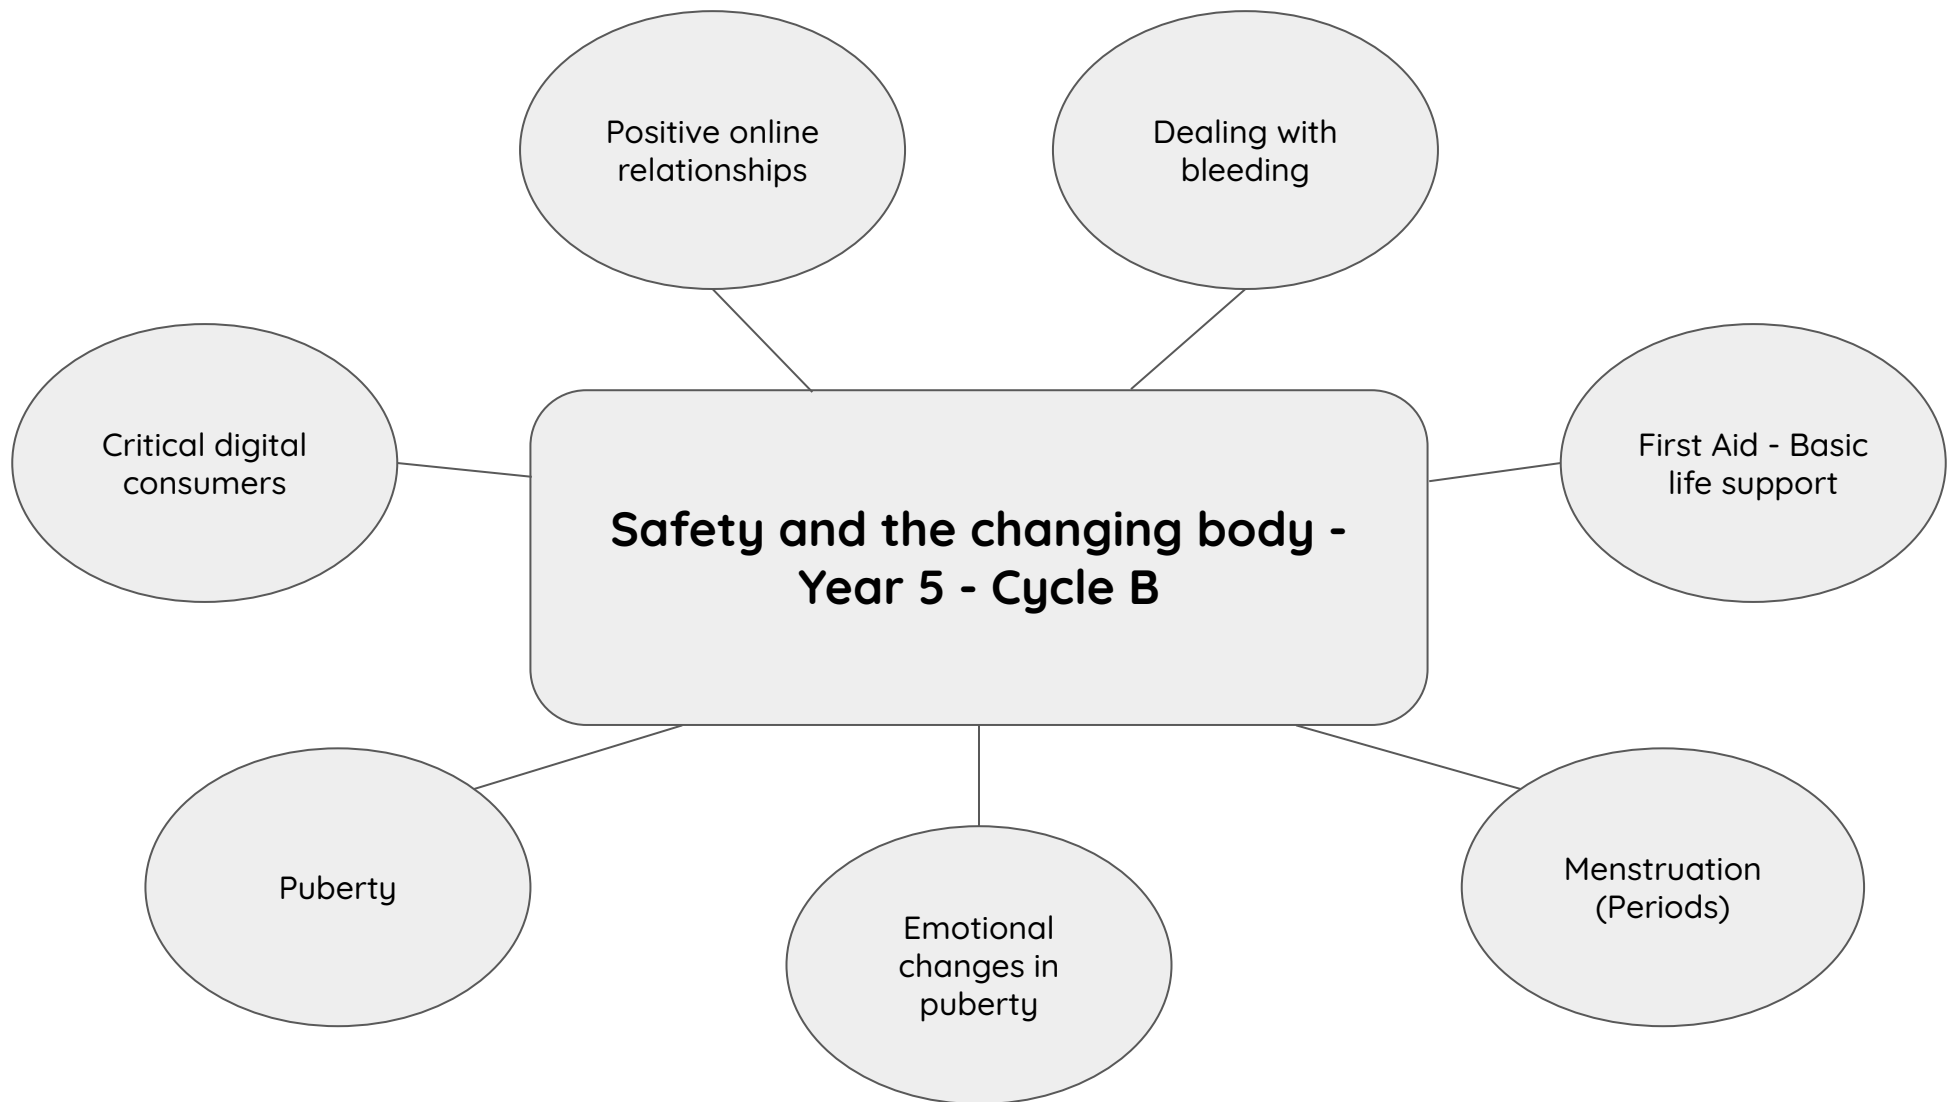 Positive online
relationships
Dealing with
bleeding
Critical digital
consumers
First Aid - Basic
life support
Safety and the changing body -
Year 5 - Cycle B
Puberty
Emotional
changes in
puberty
Menstruation
(Periods)